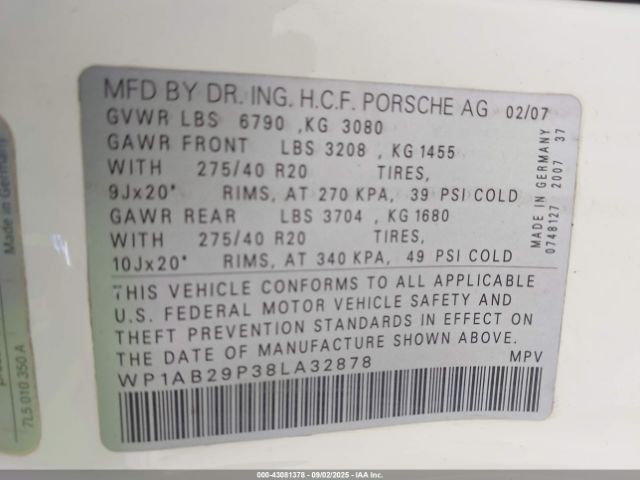 MFD BY DR. ING. H.C.F. PORSCHE AG 02/07
GVWR LBS 6790 ,KG 3080
GAWR FRONT LBS 3208 , KG 1455
WITH 275/40 R20 TIRES,
9Jx20" RIMS, AT 270 KPA, 39 PSI COLD
GAWR REAR LBS 3704 , KG 1680
WITH 275/40 R20 TIRES,
10Jx20" RIMS, AT 340 KPA, 49 PSI COLD
THIS VEHICLE CONFORMS TO ALL APPLICABLE
U.S. FEDERAL MOTOR VEHICLE SAFETY AND
THEFT PREVENTION STANDARDS IN EFFECT ON
THE DATE OF MANUFACTURE SHOWN ABOVE.
WP1AB29P38LA32878 MPV
MADE IN GERMANY
0748127 2007 37
Made in Germany
7L5 010 350 A
000-43081378 - 09/02/2025 - IAA Inc.